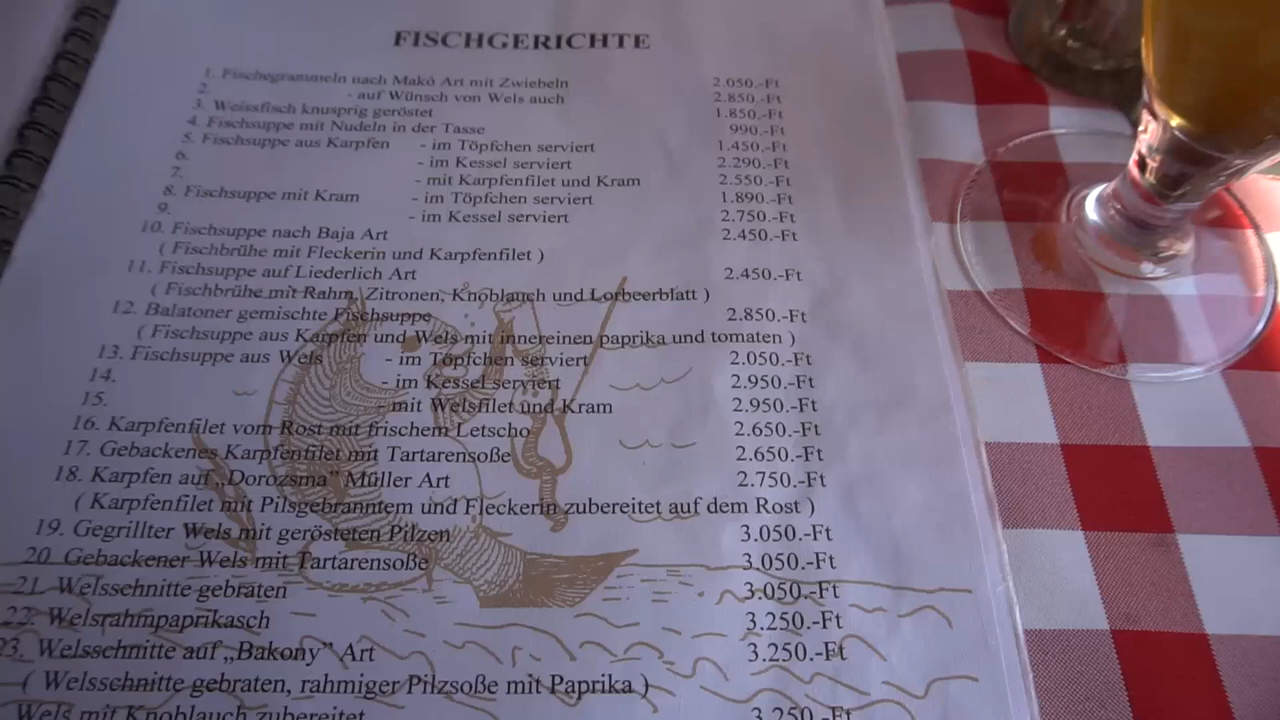 FISCHGERICHTE
1. Fischegrammeln nach Makó Art mit Zwiebeln 2.050.-Ft
2. - auf Wünsch von Wels auch 2.850.-Ft
3. Weissfisch knusprig geröstet 1.850.-Ft
4. Fischsuppe mit Nudeln in der Tasse 990.-Ft
5. Fischsuppe aus Karpfen - im Töpfchen serviert 1.450.-Ft
6. - im Kessel serviert 2.290.-Ft
7. - mit Karpfenfilet und Kram 2.550.-Ft
8. Fischsuppe mit Kram - im Töpfchen serviert 1.890.-Ft
9. - im Kessel serviert 2.750.-Ft
10. Fischsuppe nach Baja Art 2.450.-Ft
( Fischbrühe mit Fleckerin und Karpfenfilet )
11. Fischsuppe auf Liederlich Art 2.450.-Ft
( Fischbrühe mit Rahm, Zitronen, Knoblauch und Lorbeerblatt )
12. Balatoner gemischte Fischsuppe 2.850.-Ft
( Fischsuppe aus Karpfen und Wels mit innereinen paprika und tomaten )
13. Fischsuppe aus Wels - im Töpfchen serviert 2.050.-Ft
14. - im Kessel serviert 2.950.-Ft
15. - mit Welsfilet und Kram 2.950.-Ft
16. Karpfenfilet vom Rost mit frischem Letscho 2.650.-Ft
17. Gebackenes Karpfenfilet mit Tartarensoße 2.650.-Ft
18. Karpfen auf „Dorozsma" Müller Art 2.750.-Ft
( Karpfenfilet mit Pilsgebranntem und Fleckerin zubereitet auf dem Rost )
19. Gegrillter Wels mit gerösteten Pilzen 3.050.-Ft
20. Gebackener Wels mit Tartarensoße 3.050.-Ft
21. Welsschnitte gebraten 3.050.-Ft
22. Welsrahmpaprikasch 3.250.-Ft
23. Welsschnitte auf „Bakony" Art 3.250.-Ft
( Welsschnitte gebraten, rahmiger Pilzsoße mit Paprika )
Wels mit Knoblauch zubereitet 3.250.-Ft